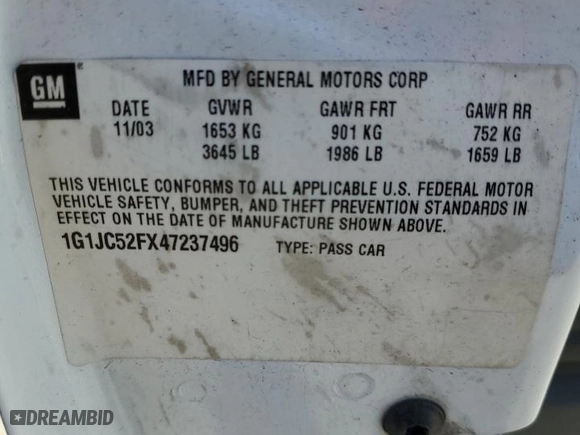 GM
MFD BY GENERAL MOTORS CORP
DATE GVWR GAWR FRT GAWR RR
11/03 1653 KG 901 KG 752 KG
3645 LB 1986 LB 1659 LB
THIS VEHICLE CONFORMS TO ALL APPLICABLE U.S. FEDERAL MOTOR
VEHICLE SAFETY, BUMPER, AND THEFT PREVENTION STANDARDS IN
EFFECT ON THE DATE OF MANUFACTURE SHOWN ABOVE.
1G1JC52FX47237496 TYPE: PASS CAR
DREAMBID